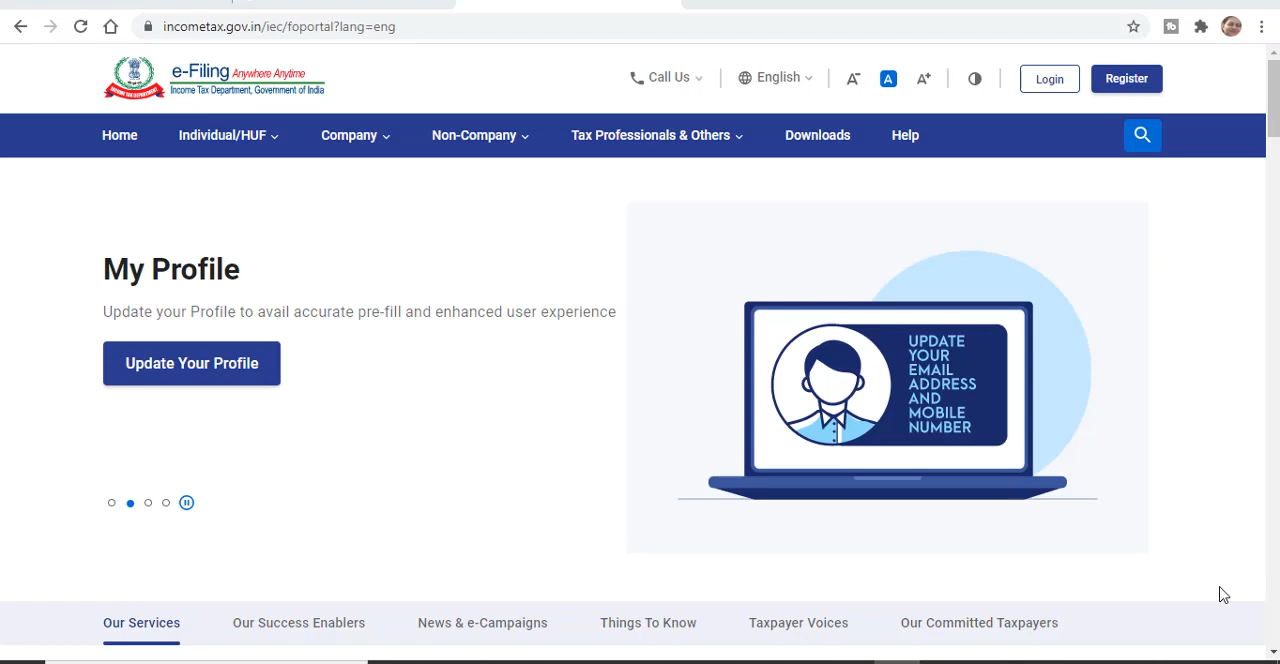 incometax.gov.in/iec/foportal?lang=eng
e-Filing Anywhere Anytime
Income Tax Department, Government of India
INCOME TAX DEPARTMENT
Call Us
English
A-
A
A+
Login
Register
Home
Individual/HUF
Company
Non-Company
Tax Professionals & Others
Downloads
Help
My Profile
Update your Profile to avail accurate pre-fill and enhanced user experience
Update Your Profile
UPDATE
YOUR
EMAIL
ADDRESS
AND
MOBILE
NUMBER
Our Services
Our Success Enablers
News & e-Campaigns
Things To Know
Taxpayer Voices
Our Committed Taxpayers